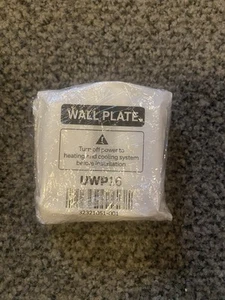 WALL PLATE
Turn off power to
heating and cooling system
before installation
UWP16